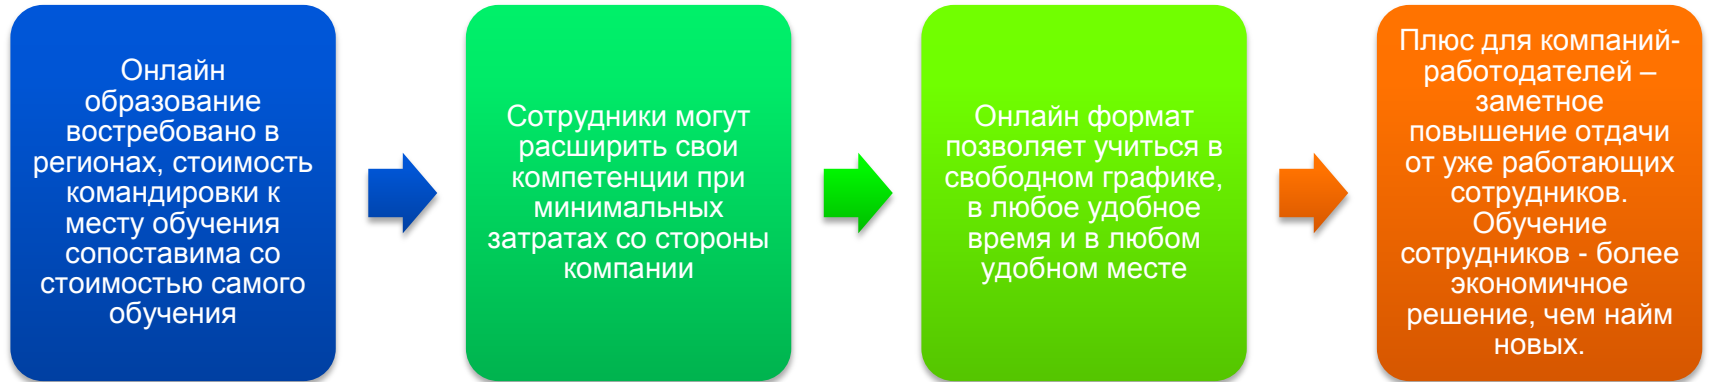 Онлайн
образование
востребовано в
регионах, стоимость
командировки к
месту обучения
сопоставима со
стоимостью самого
обучения
Сотрудники могут
расширить свои
компетенции при
минимальных
затратах со стороны
компании
Онлайн формат
позволяет учиться в
свободном графике,
в любое удобное
время и в любом
удобном месте
Плюс для компаний-
работодателей –
заметное
повышение отдачи
от уже работающих
сотрудников.
Обучение
сотрудников - более
экономичное
решение, чем найм
новых.